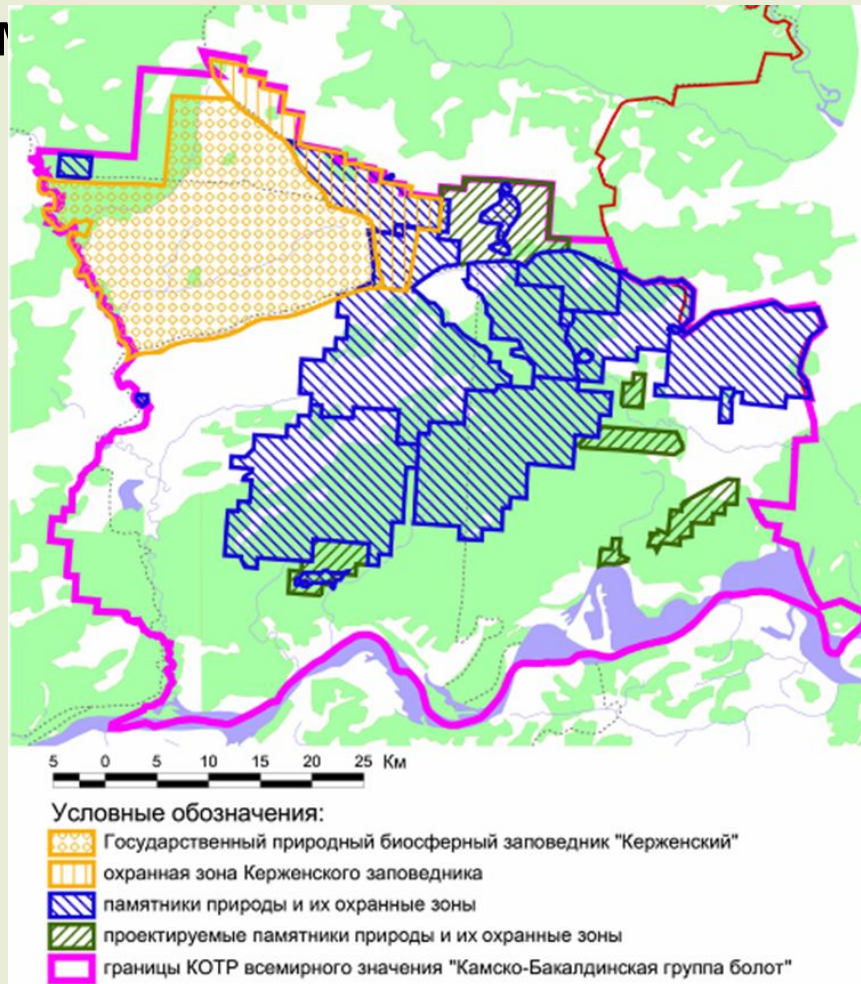 5 0 5 10 15 20 25 Км
Условные обозначения:
Государственный природный биосферный заповедник "Керженский"
охранная зона Керженского заповедника
памятники природы и их охранные зоны
проектируемые памятники природы и их охранные зоны
границы КОТР всемирного значения "Камско-Бакалдинская группа болот"